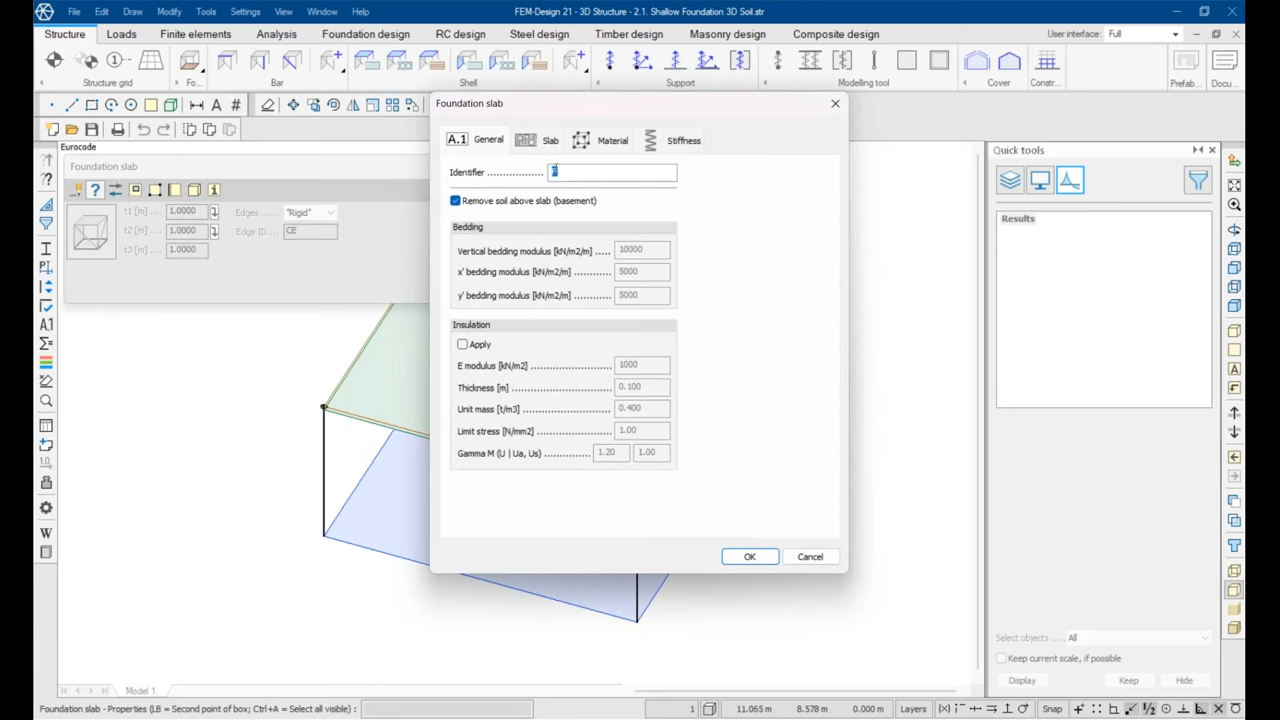 File Edit Draw Modify Tools Settings View Window Help
FEM-Design 21 - 3D Structure - 2.1. Shallow Foundation 3D Soil.str
Structure Loads Finite elements Analysis Foundation design RC design Steel design Timber design Masonry design Composite design
User interface: Full
Structure grid Fo... Bar Shell Support Modelling tool Cover Constr... Prefab... Docu...
Eurocode
Foundation slab
t1 [m] .... 1.0000 Edges ...... "Rigid"
t2 [m] .... 1.0000 Edge ID ..... CE
t3 [m] .... 1.0000
Foundation slab
A.1 General Slab Material Stiffness
Identifier ..................
Remove soil above slab (basement)
Bedding
Vertical bedding modulus [kN/m2/m] ..... 10000
x' bedding modulus [kN/m2/m] ............ 5000
y' bedding modulus [kN/m2/m] ............ 5000
Insulation
Apply
E modulus [kN/m2] ............................ 1000
Thickness [m] .................................. 0.100
Unit mass [t/m3] ............................... 0.400
Limit stress [N/mm2] .......................... 1.00
Gamma M (U | Ua, Us) .............. 1.20 1.00
OK Cancel
Quick tools
Results
Select objects ..... All
Keep current scale, if possible
Display Keep Hide
Model 1.
Foundation slab - Properties (LB = Second point of box; Ctrl+A = Select all visible) :
1 11.065 m 8.578 m 0.000 m Layers Snap